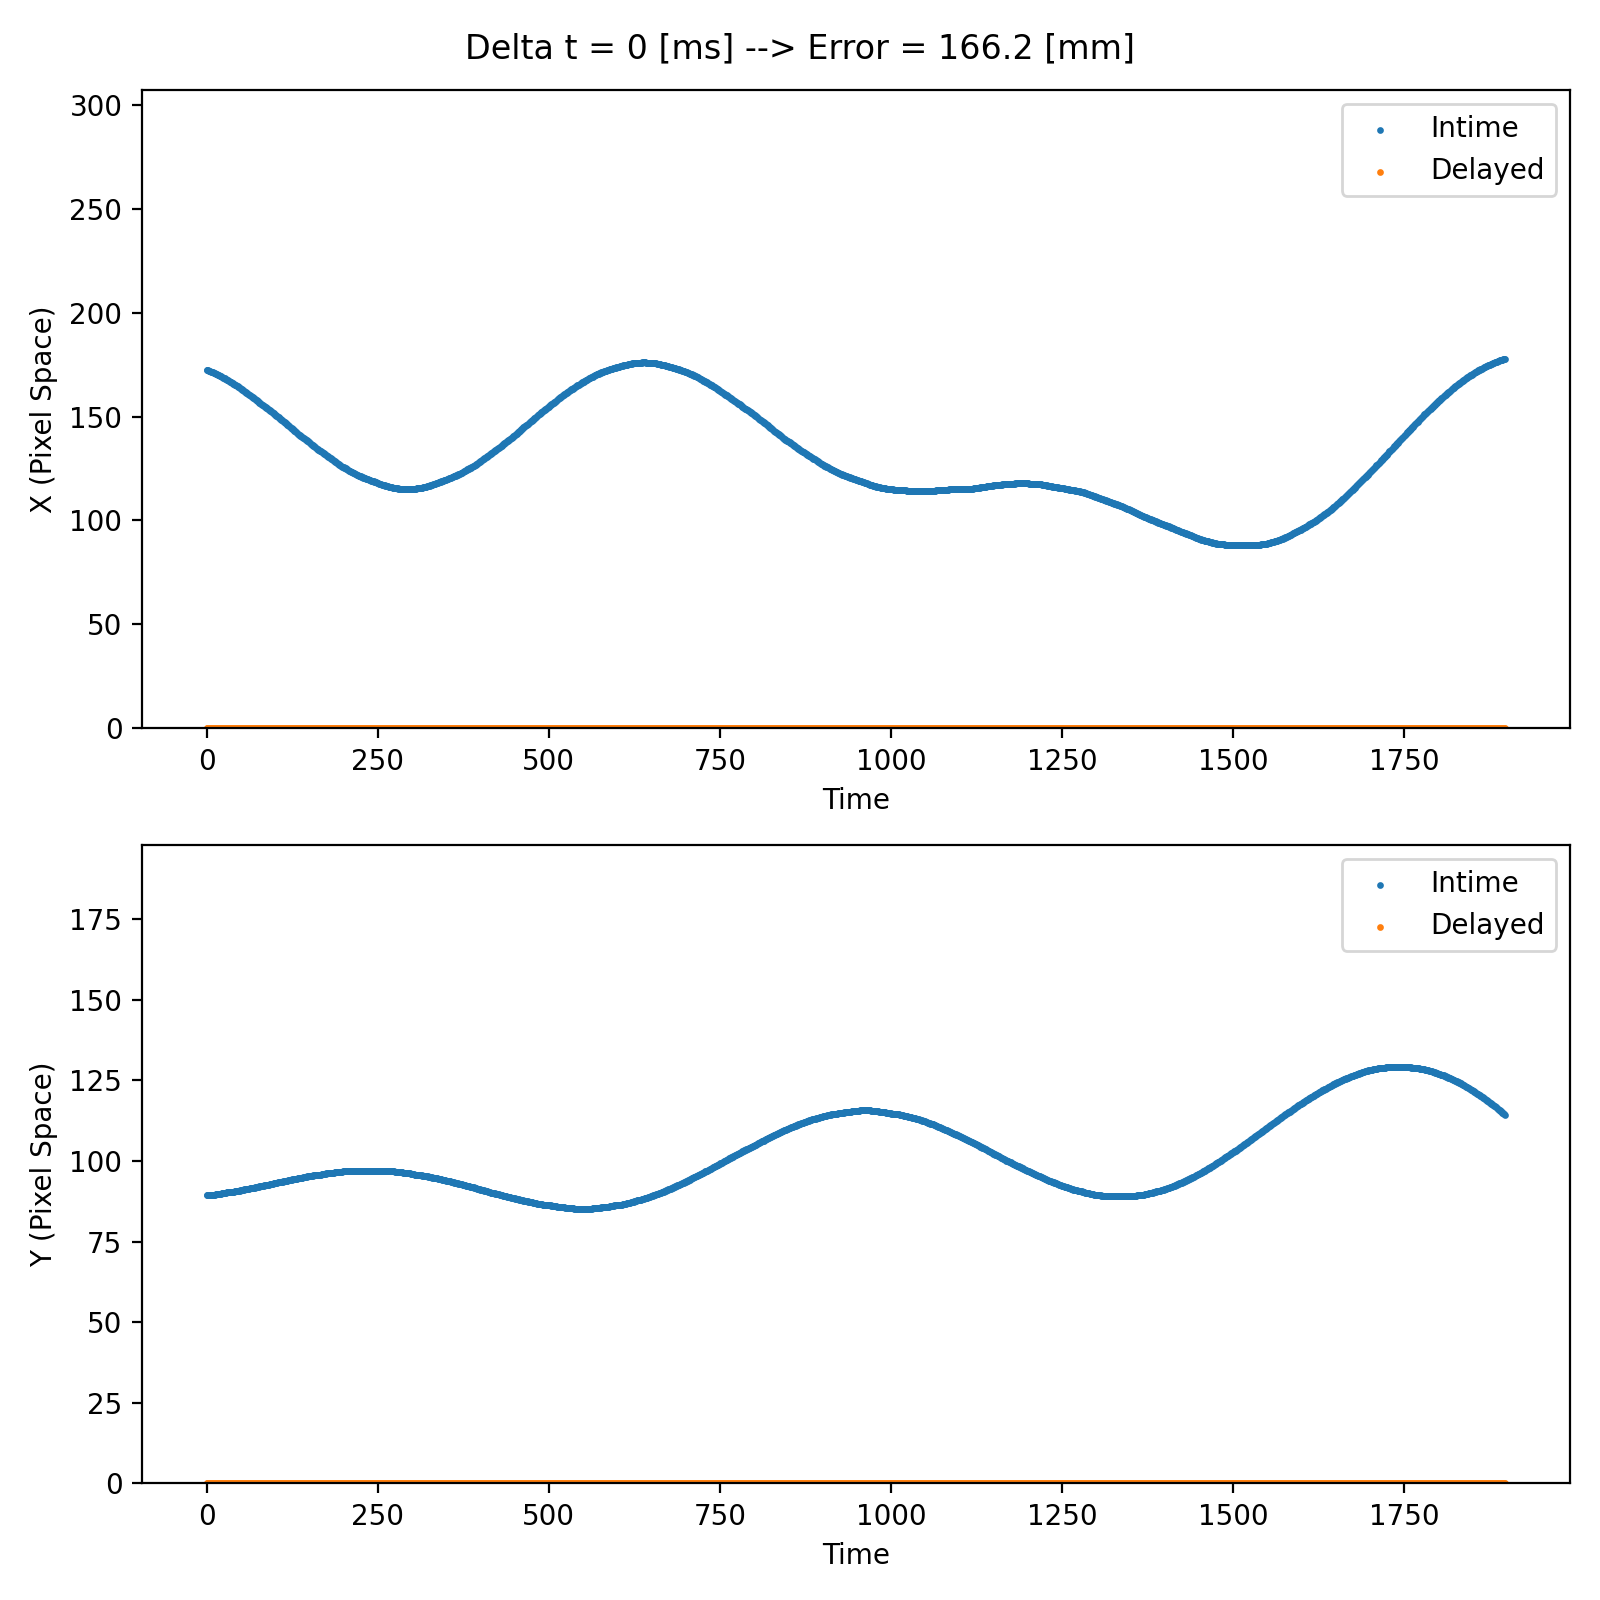 Delta t = 0 [ms] --> Error = 166.2 [mm]
300
250
200
150
100
50
0
X (Pixel Space)
Intime
Delayed
0 250 500 750 1000 1250 1500 1750
Time
175
150
125
100
75
50
25
0
Y (Pixel Space)
Intime
Delayed
0 250 500 750 1000 1250 1500 1750
Time